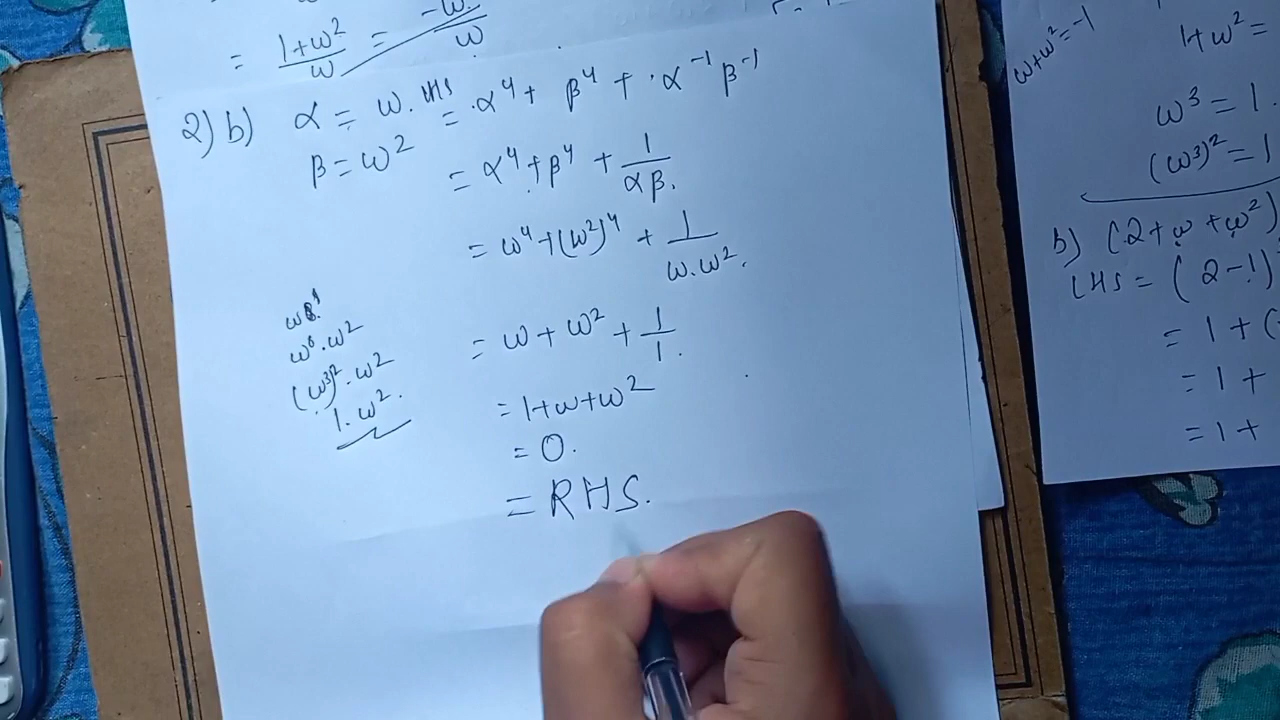 = 1+ω² / ω = -ω / ω
2) b) α = ω. LHS = α⁴ + β⁴ + α⁻¹ β⁻¹
β = ω²
= α⁴ + β⁴ + 1/αβ.
= ω⁴ + (ω²)⁴ + 1/ω.ω².
= ω + ω² + 1/1.
= 1+ω+ω²
= 0.
= RHS.
ω⁶.ω²
(ω³)².ω²
1.ω².
ω+ω²=-1
1+ω² =
ω³ = 1.
(ω³)² = 1
b) (2+ω+ω²)
LHS = (2-1)
= 1 + (
= 1 +
= 1 +